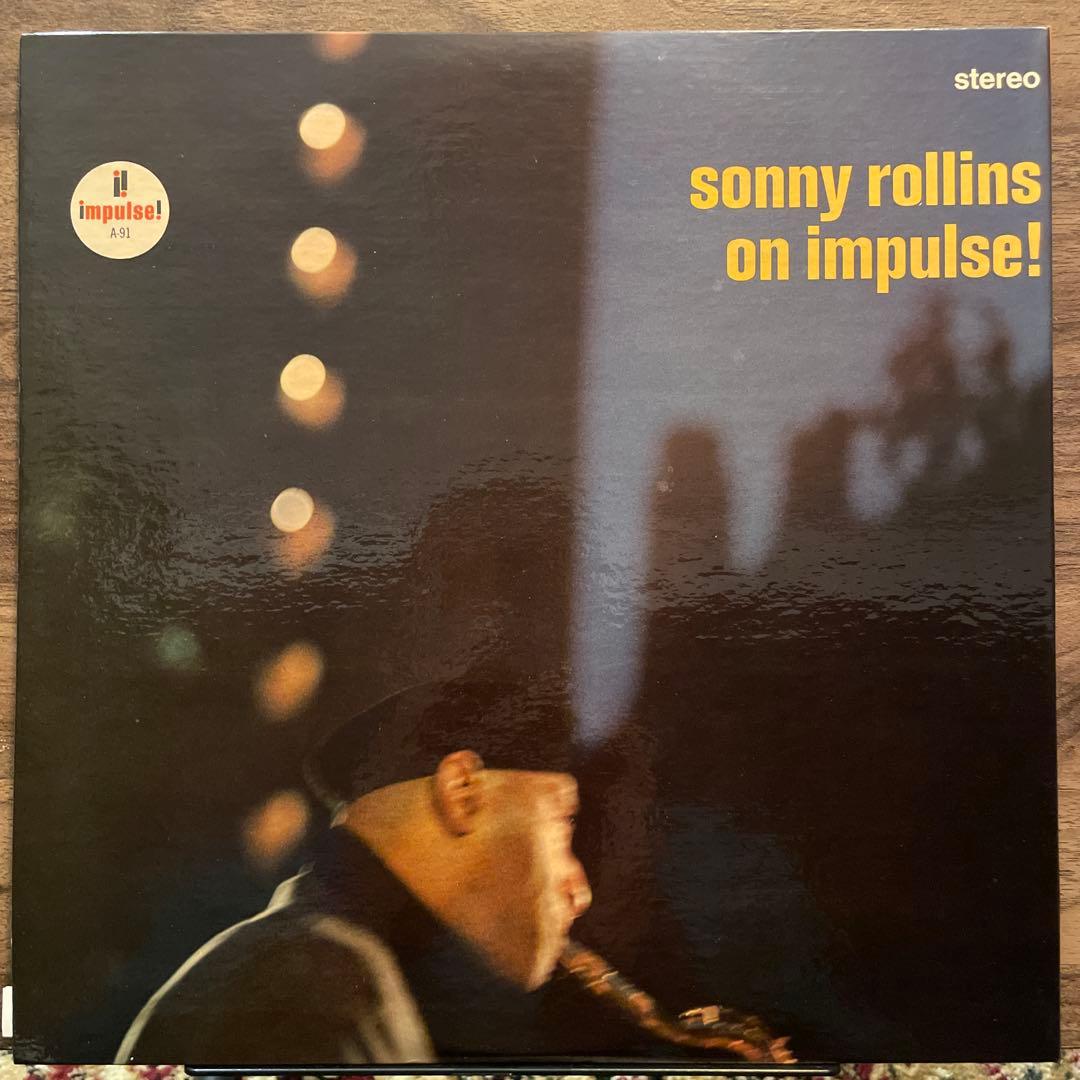 stereo
sonny rollins
on impulse!
i!
impulse!
A-91